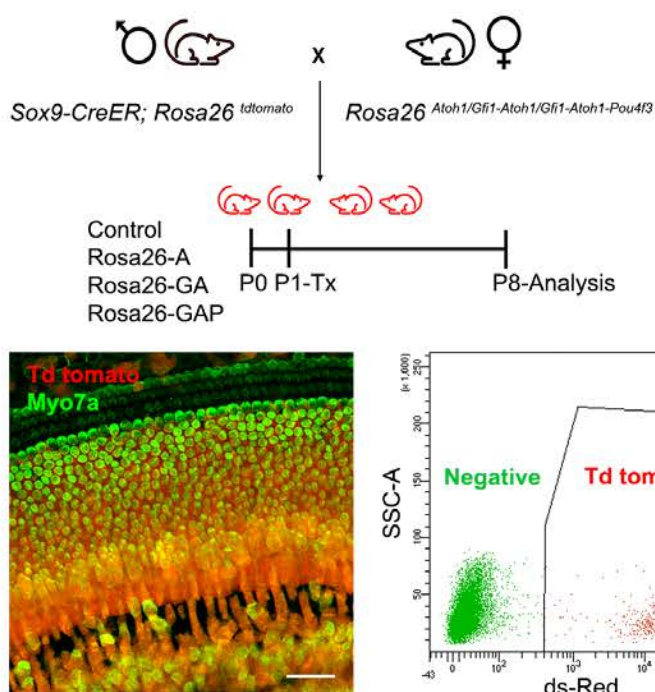 ♂ X ♀
Sox9-CreER; Rosa26 tdtomato
Rosa26 Atoh1/Gfi1-Atoh1/Gfi1-Atoh1-Pou4f3
Control
Rosa26-A
Rosa26-GA
Rosa26-GAP
P0 P1-Tx P8-Analysis
Td tomato
Myo7a
(x 1,000)
250
200
150
100
50
SSC-A
Negative
Td tom
-43 0 10² 10³ 10⁴
ds-Red